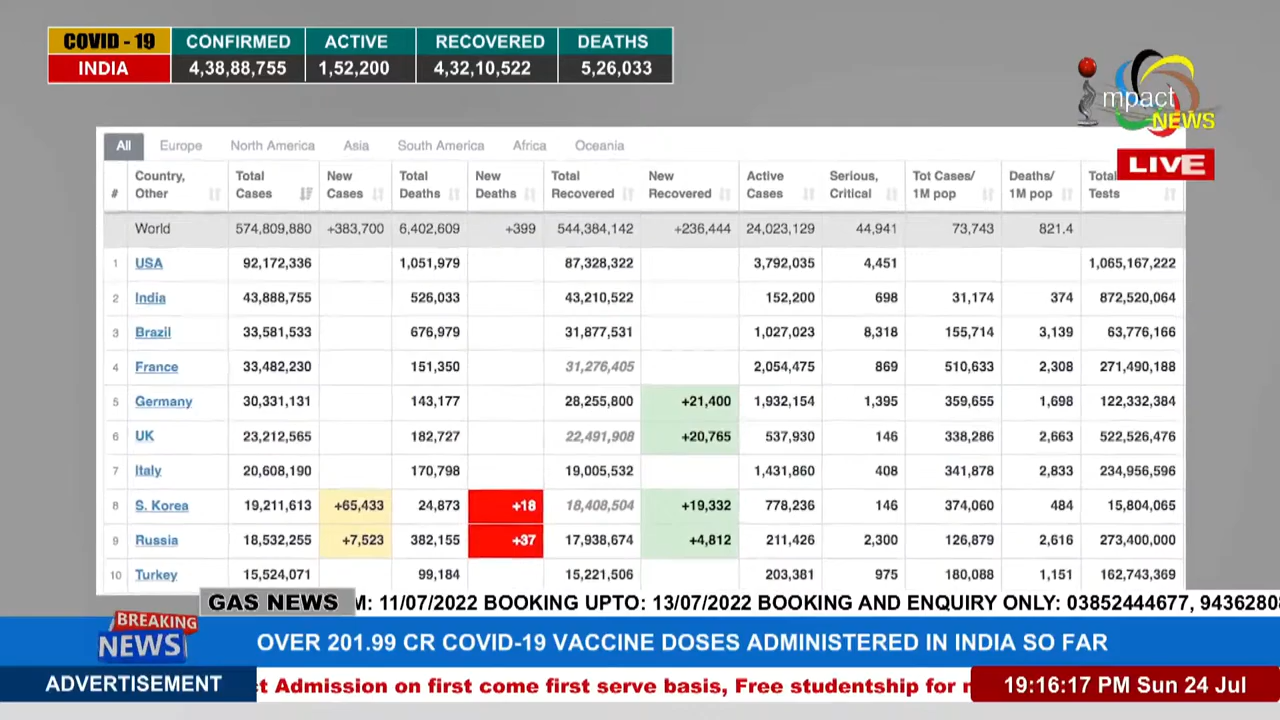 COVID - 19 CONFIRMED ACTIVE RECOVERED DEATHS
INDIA 4,38,88,755 1,52,200 4,32,10,522 5,26,033
mpact
NEWS
LIVE
All Europe North America Asia South America Africa Oceania
# Country, Other Total Cases New Cases Total Deaths New Deaths Total Recovered New Recovered Active Cases Serious, Critical Tot Cases/ 1M pop Deaths/ 1M pop Total Tests
World 574,809,880 +383,700 6,402,609 +399 544,384,142 +236,444 24,023,129 44,941 73,743 821.4
1 USA 92,172,336 1,051,979 87,328,322 3,792,035 4,451 1,065,167,222
2 India 43,888,755 526,033 43,210,522 152,200 698 31,174 374 872,520,064
3 Brazil 33,581,533 676,979 31,877,531 1,027,023 8,318 155,714 3,139 63,776,166
4 France 33,482,230 151,350 31,276,405 2,054,475 869 510,633 2,308 271,490,188
5 Germany 30,331,131 143,177 28,255,800 +21,400 1,932,154 1,395 359,655 1,698 122,332,384
6 UK 23,212,565 182,727 22,491,908 +20,765 537,930 146 338,286 2,663 522,526,476
7 Italy 20,608,190 170,798 19,005,532 1,431,860 408 341,878 2,833 234,956,596
8 S. Korea 19,211,613 +65,433 24,873 +18 18,408,504 +19,332 778,236 146 374,060 484 15,804,065
9 Russia 18,532,255 +7,523 382,155 +37 17,938,674 +4,812 211,426 2,300 126,879 2,616 273,400,000
10 Turkey 15,524,071 99,184 15,221,506 203,381 975 180,088 1,151 162,743,369
GAS NEWS M: 11/07/2022 BOOKING UPTO: 13/07/2022 BOOKING AND ENQUIRY ONLY: 03852444677, 9436280
BREAKING
NEWS
OVER 201.99 CR COVID-19 VACCINE DOSES ADMINISTERED IN INDIA SO FAR
ADVERTISEMENT t Admission on first come first serve basis, Free studentship for 19:16:17 PM Sun 24 Jul